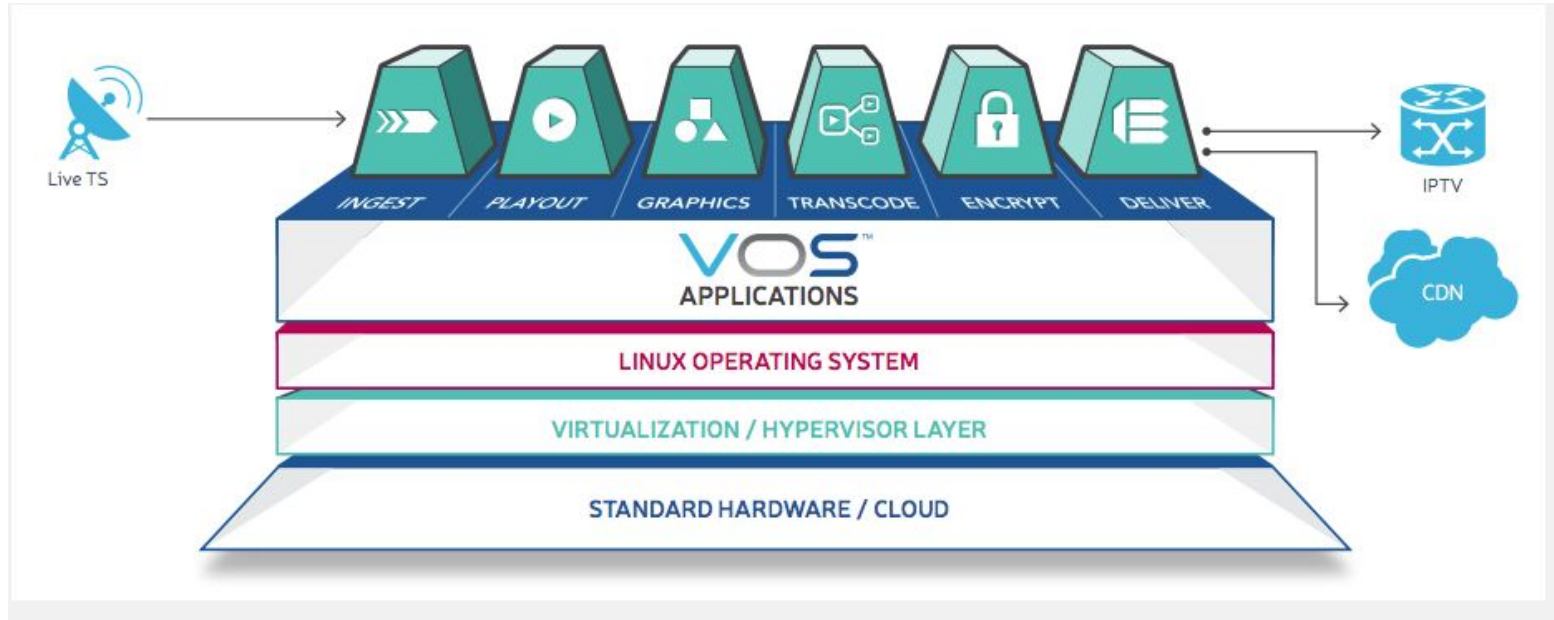 Live TS
INGEST
PLAYOUT
GRAPHICS
TRANSCODE
ENCRYPT
DELIVER
IPTV
CDN
VOS™
APPLICATIONS
LINUX OPERATING SYSTEM
VIRTUALIZATION / HYPERVISOR LAYER
STANDARD HARDWARE / CLOUD